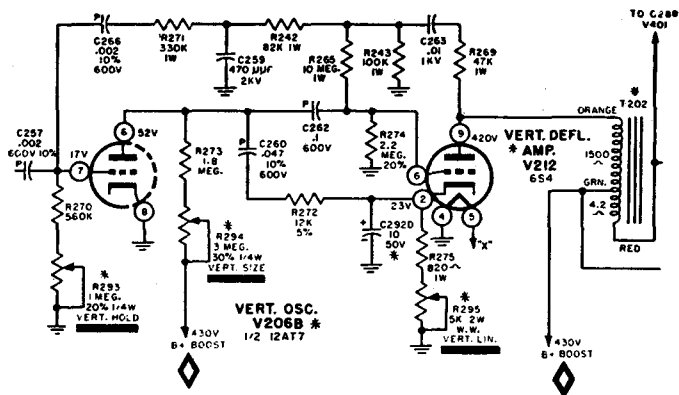 C266
.002
10%
600V
R271
330K
1W
C259
470 µµF
2KV
R242
82K 1W
R265
10 MEG.
1W
R243
100K
1W
C263
.01
1KV
R269
47K
1W
TO C288
V401
C257
.002
600V 10%
17V
7
6
52V
8
R273
1.8
MEG.
P
C260
.047
10%
600V
P
C262
.1
600V
R274
2.2
MEG.
20%
6
9
420V
VERT. DEFL.
* AMP.
V212
6S4
ORANGE
*
T-202
1500
GRN.
4.2
RED
R270
560K
*
R293
1 MEG.
20% 1/4W
VERT. HOLD
*
R294
3 MEG.
30% 1/4W
VERT. SIZE
R272
12K
5%
23V
2
4
5
"X"
C292D
10
50V *
R275
820
1W
*
R295
5K 2W
W.W.
VERT. LIN.
VERT. OSC.
V206B *
1/2 12AT7
430V
B+ BOOST
430V
B+ BOOST